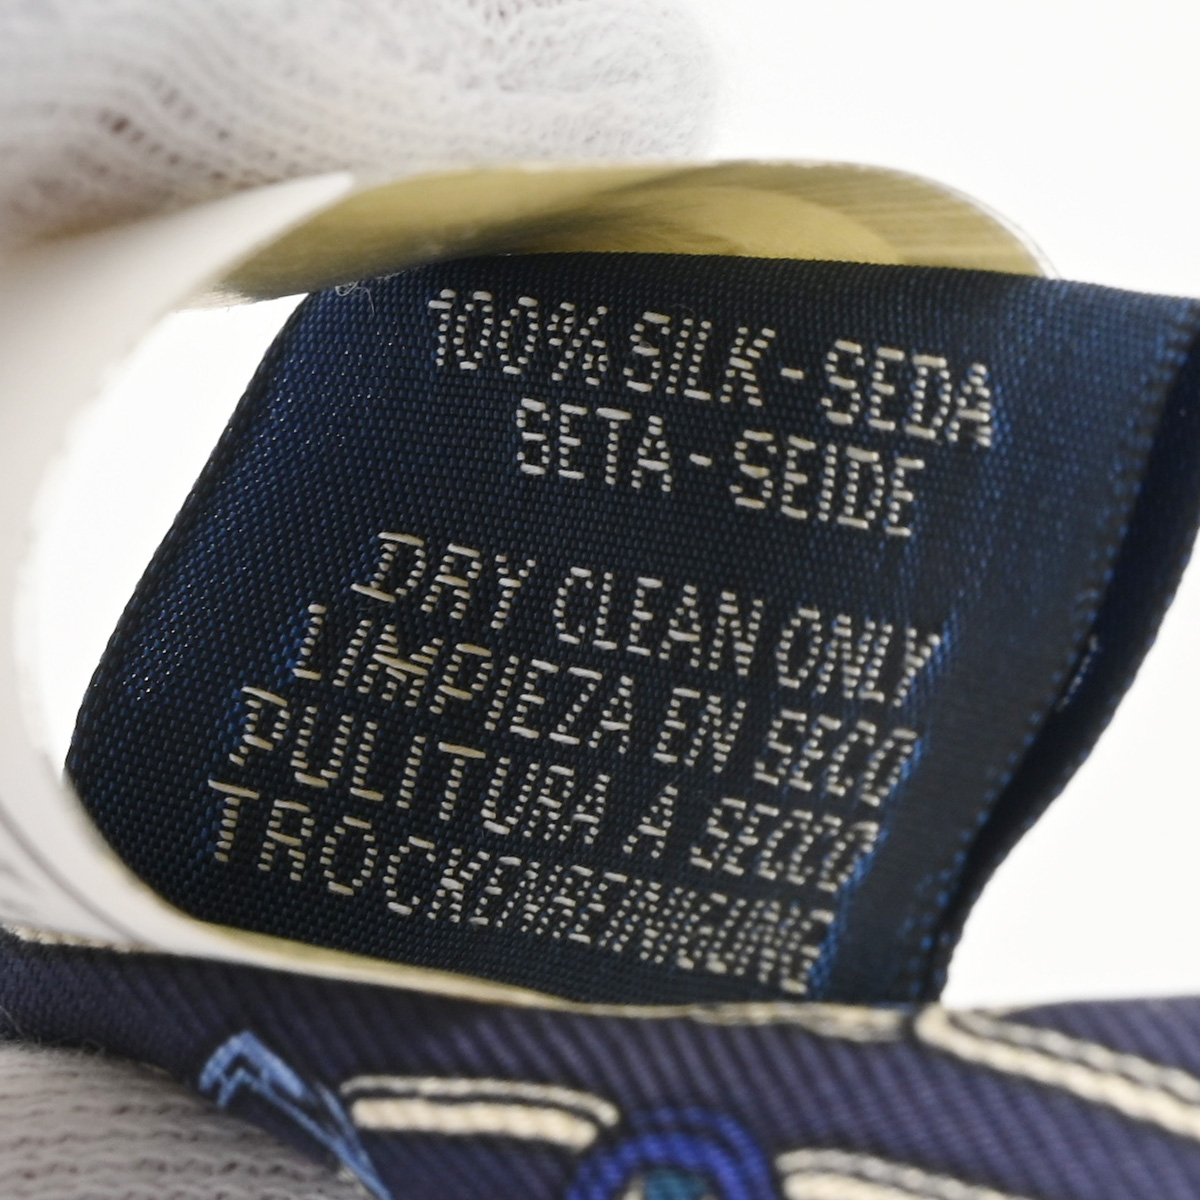 100% SILK - SEDA
SETA - SEIDE
DRY CLEAN ONLY
LIMPIEZA EN SECO
PULITURA A SECCO
TROCKENREINIGUNG